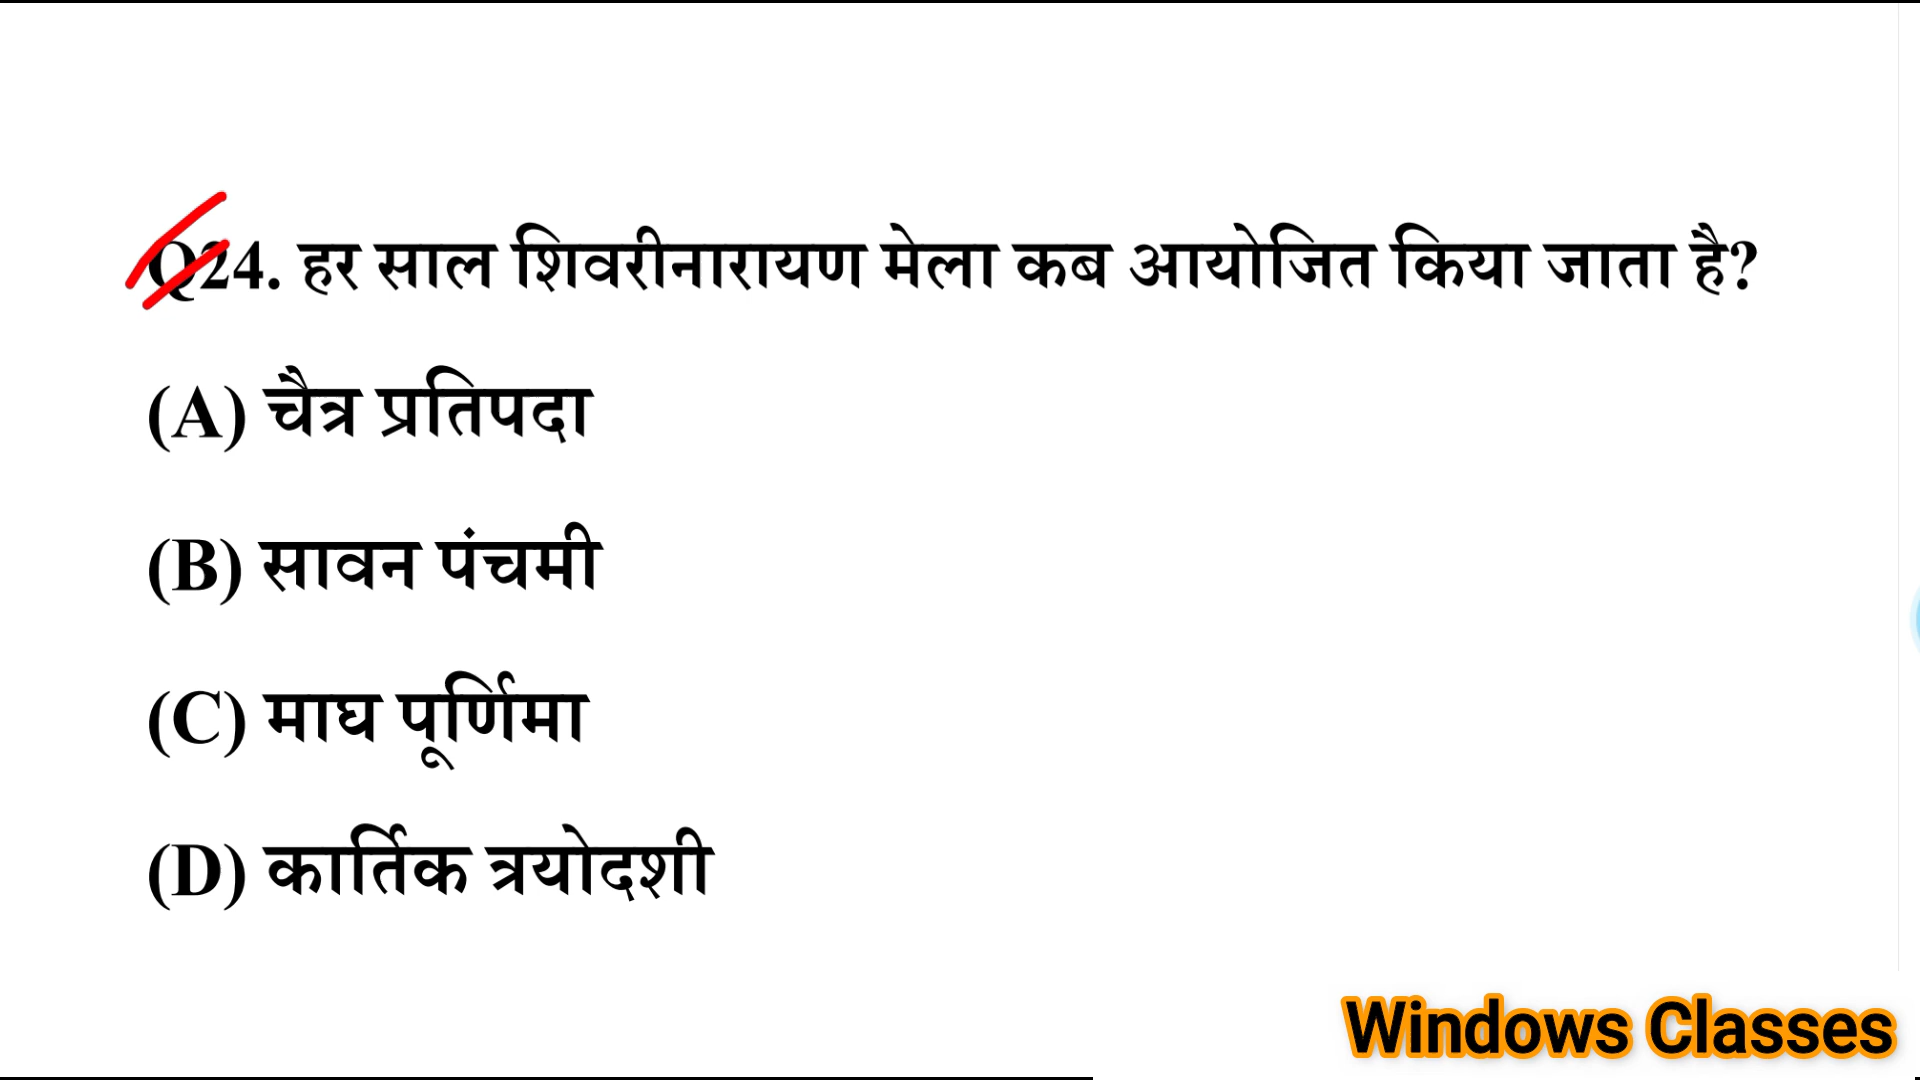 Q24. हर साल शिवरीनारायण मेला कब आयोजित किया जाता है?
(A) चैत्र प्रतिपदा
(B) सावन पंचमी
(C) माघ पूर्णिमा
(D) कार्तिक त्रयोदशी
Windows Classes